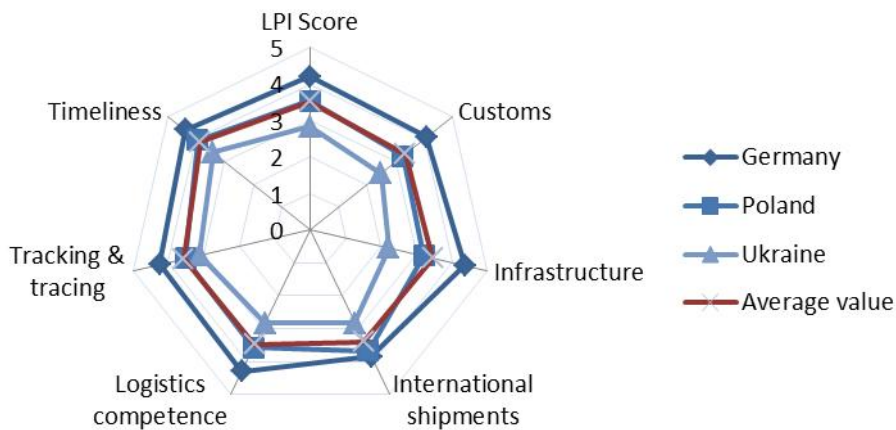 LPI Score
5
4
3
2
1
0
Customs
Infrastructure
International
shipments
Logistics
competence
Tracking &
tracing
Timeliness
Germany
Poland
Ukraine
Average value